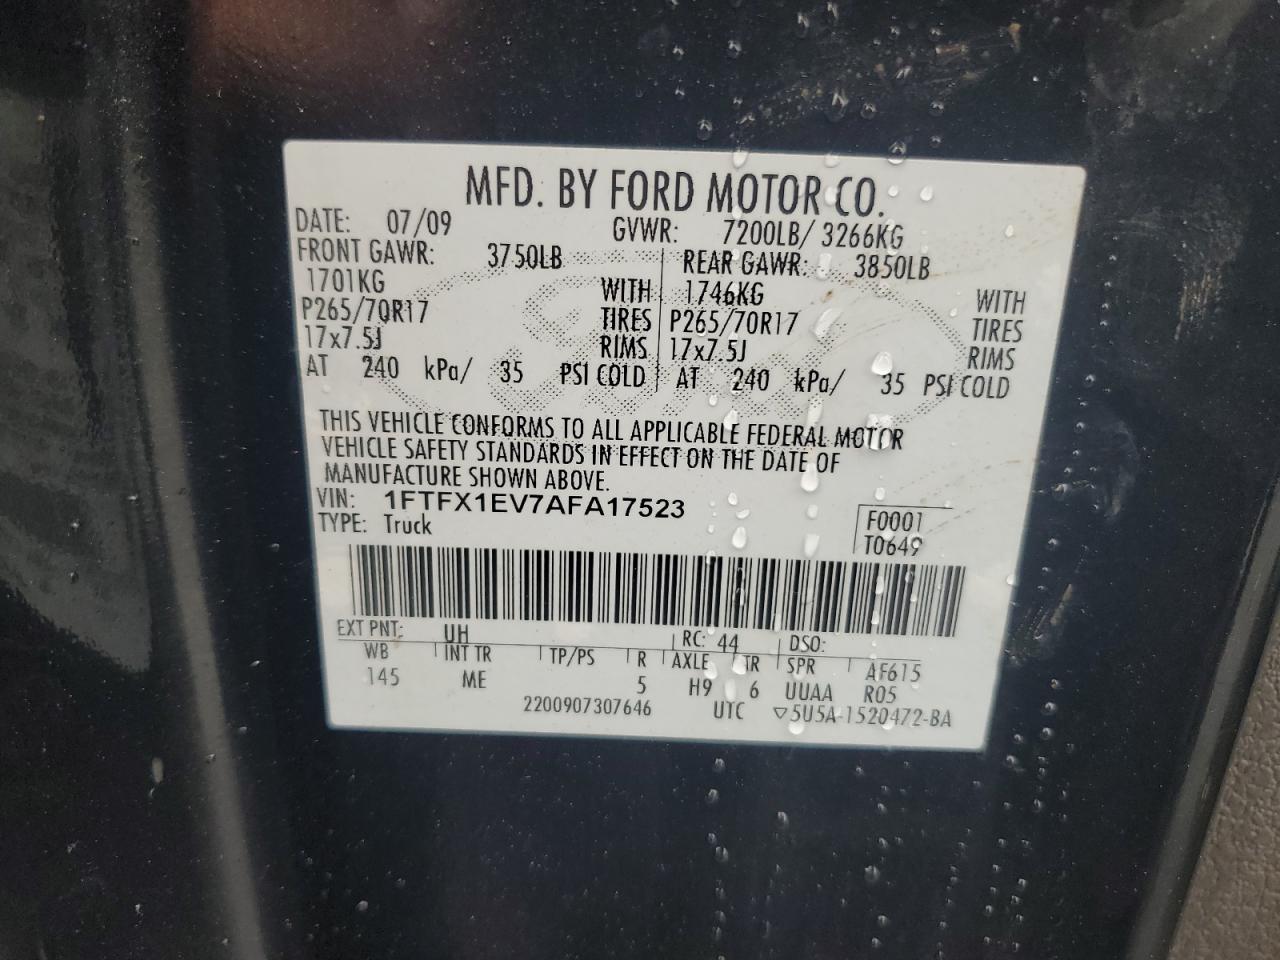 MFD. BY FORD MOTOR CO.
DATE: 07/09 GVWR: 7200LB/ 3266KG
FRONT GAWR: 3750LB REAR GAWR: 3850LB
1701KG WITH 1746KG WITH
P265/70R17 TIRES P265/70R17 TIRES
17x7.5J RIMS 17x7.5J RIMS
AT 240 kPa/ 35 PSI COLD AT 240 kPa/ 35 PSI COLD
THIS VEHICLE CONFORMS TO ALL APPLICABLE FEDERAL MOTOR
VEHICLE SAFETY STANDARDS IN EFFECT ON THE DATE OF
MANUFACTURE SHOWN ABOVE.
VIN: 1FTFX1EV7AFA17523 F0001
TYPE: Truck T0649
EXT PNT: UH RC: 44 DSO:
WB INT TR TP/PS R AXLE TR SPR AF615
145 ME 5 H9 6 UUAA R05
2200907307646 UTC ▽5U5A-1520472-BA